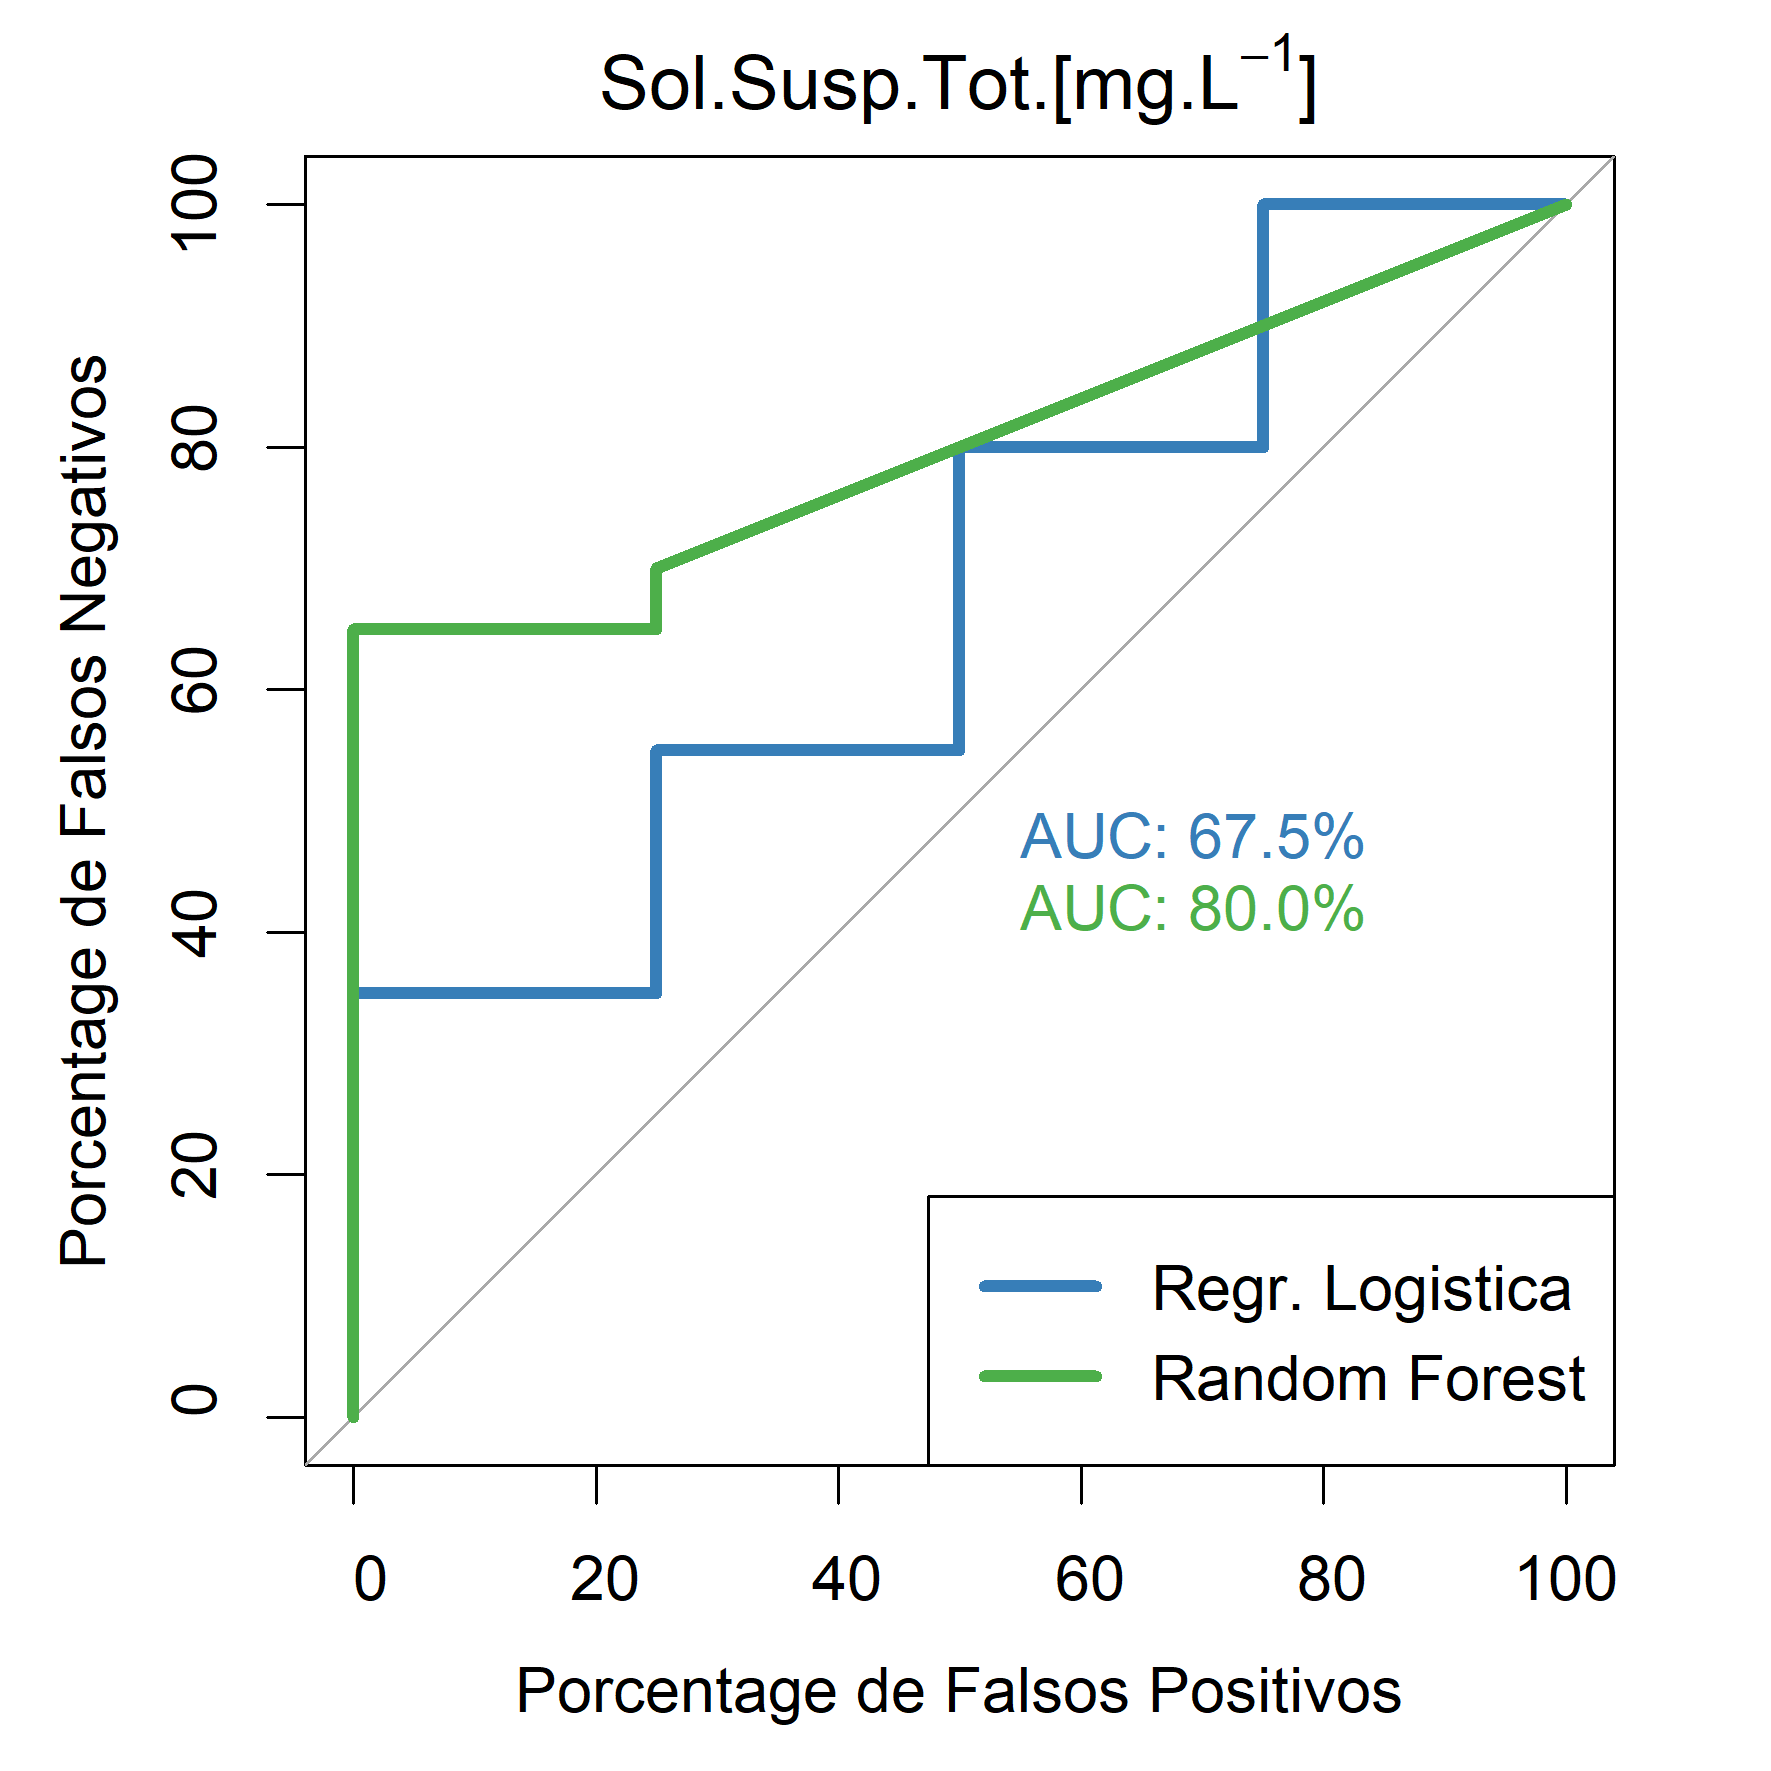 Sol.Susp.Tot.[mg.L⁻¹]
Porcentage de Falsos Negativos
100
80
60
40
20
0
AUC: 67.5%
AUC: 80.0%
Regr. Logistica
Random Forest
0 20 40 60 80 100
Porcentage de Falsos Positivos